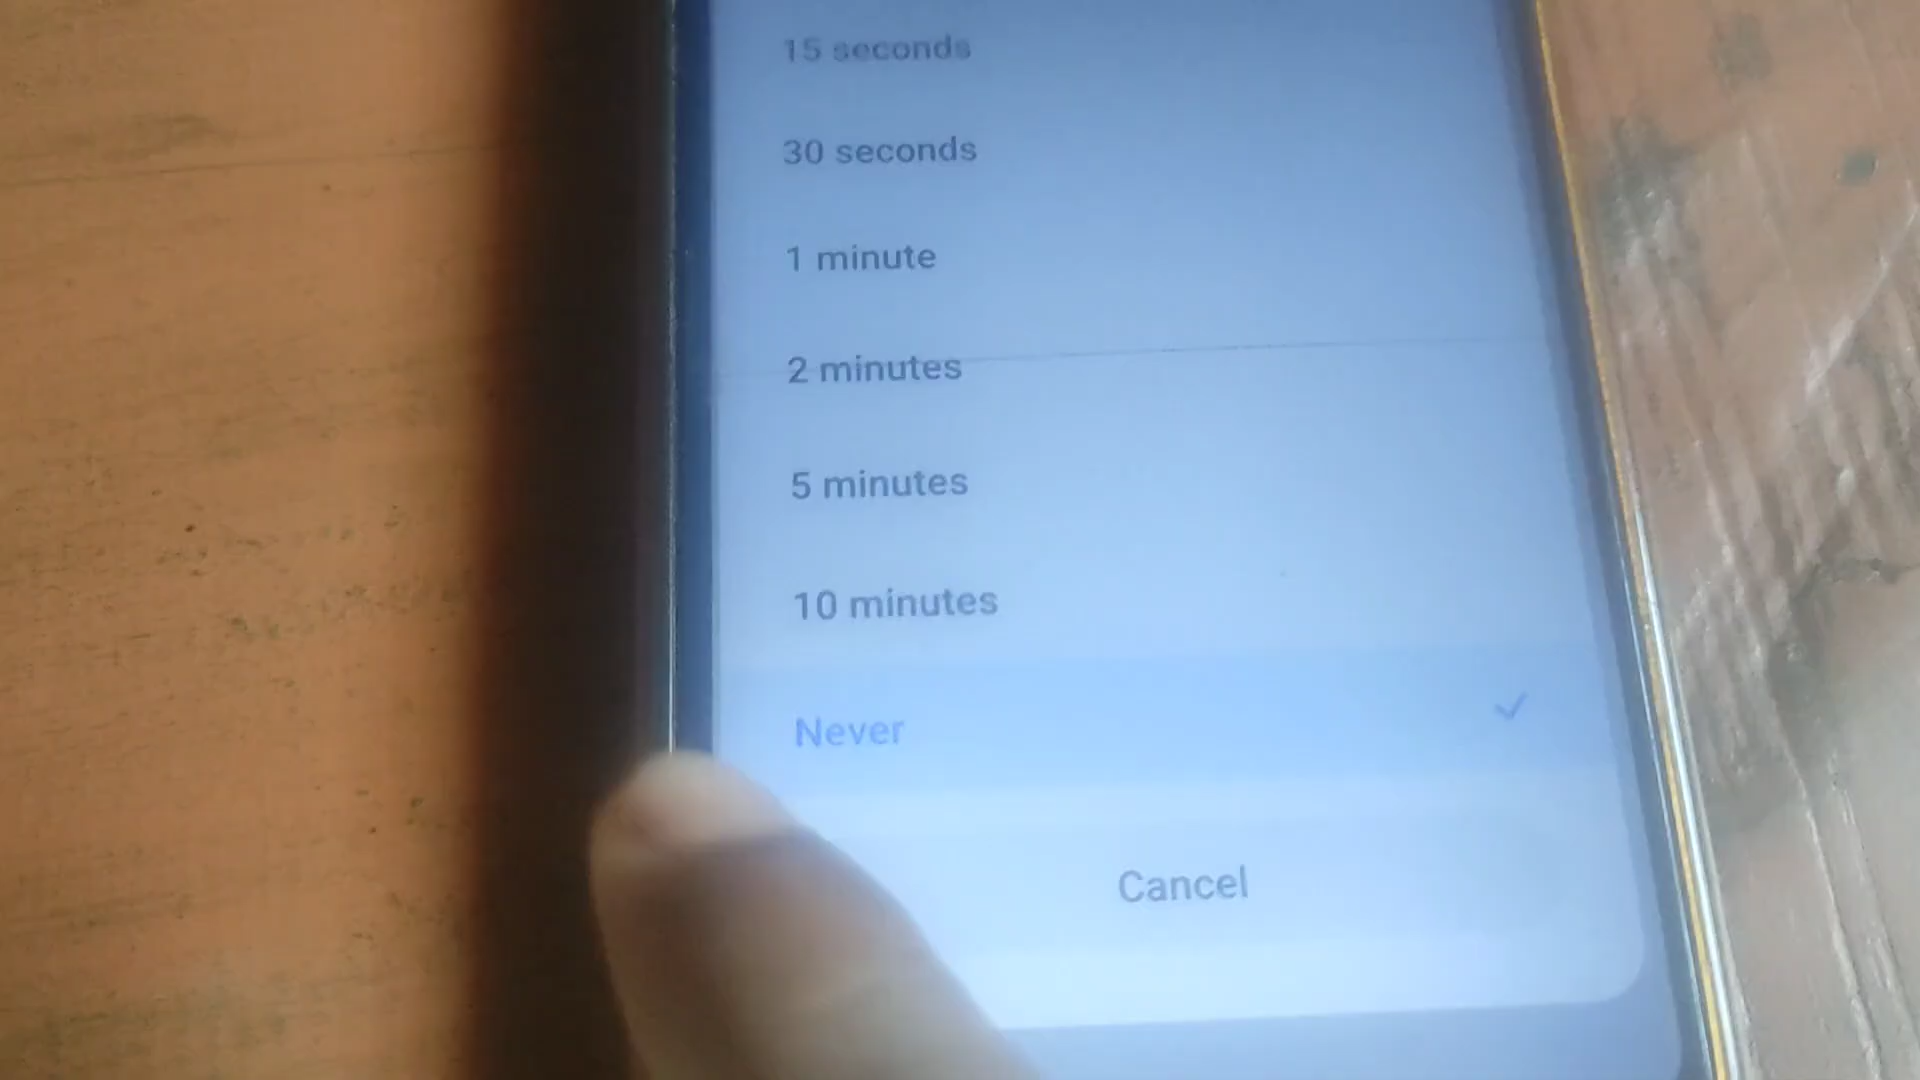 15 seconds
30 seconds
1 minute
2 minutes
5 minutes
10 minutes
Never
Cancel